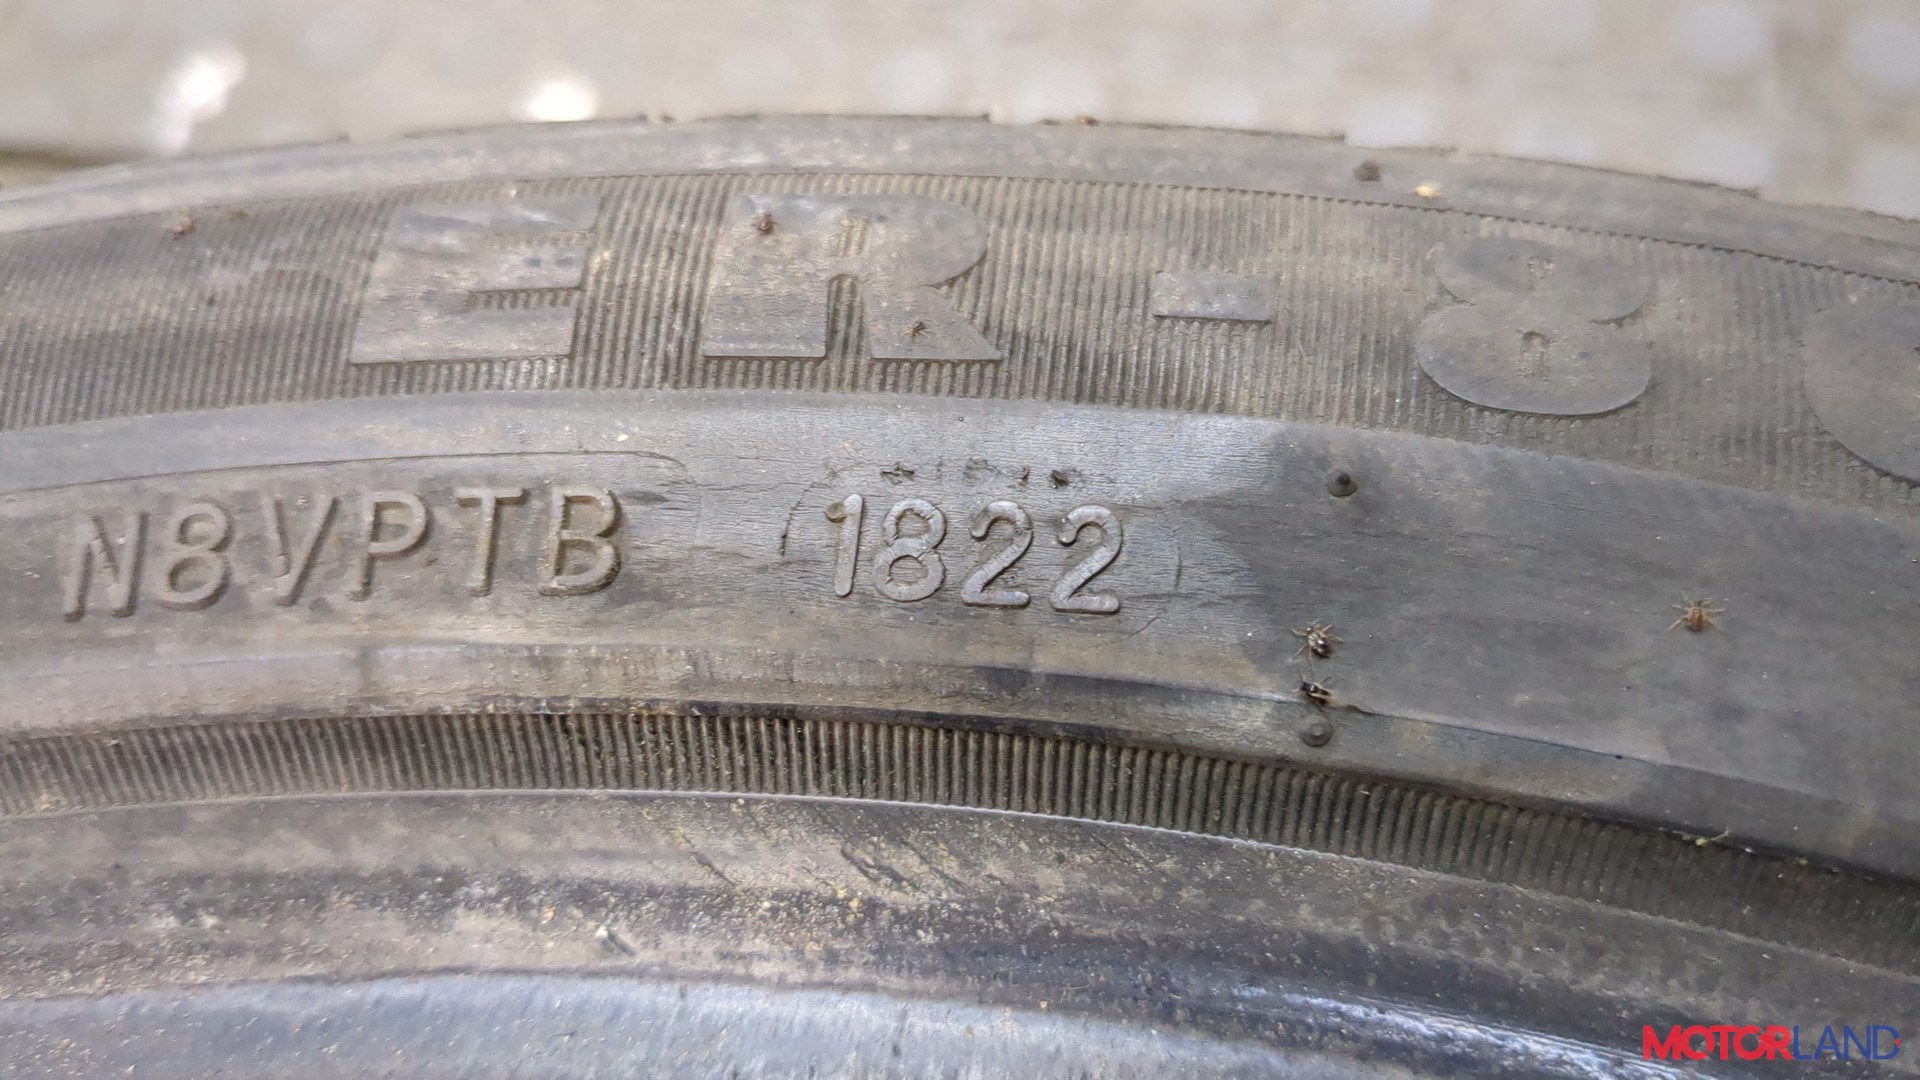 ER-8
N8VPTB 1822
MOTORLAND